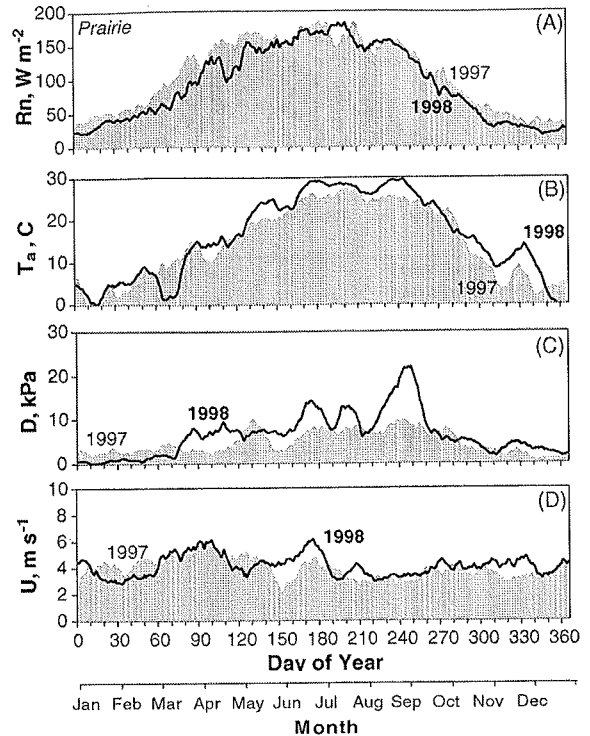 Prairie
(A)
200
150
100
50
0
Rn, W m⁻²
1997
1998
(B)
30
20
10
0
Tₐ, C
1998
1997
(C)
30
20
10
0
D, kPa
1997
1998
(D)
10
8
6
4
2
0
U, m s⁻¹
1997
1998
0 30 60 90 120 150 180 210 240 270 300 330 360
Day of Year
Jan Feb Mar Apr May Jun Jul Aug Sep Oct Nov Dec
Month